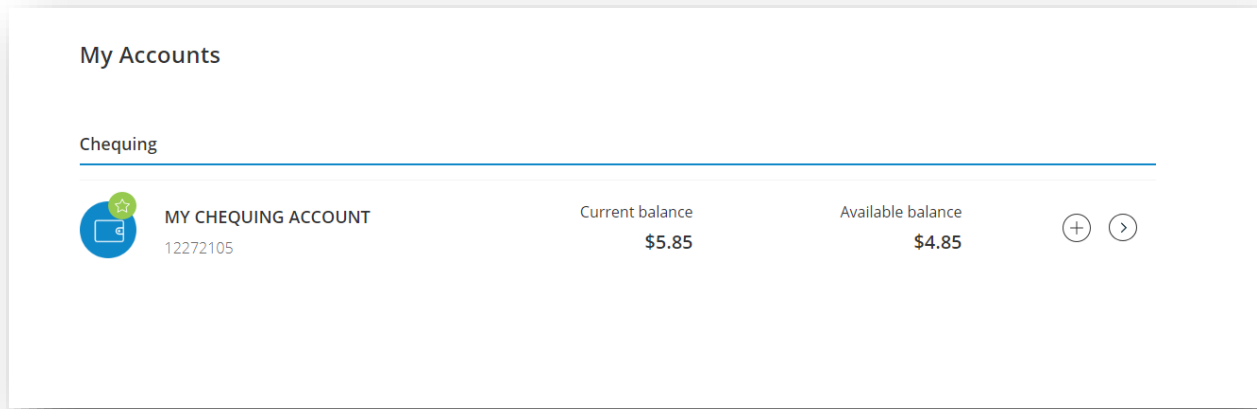 My Accounts
Chequing
MY CHEQUING ACCOUNT
12272105
Current balance
$5.85
Available balance
$4.85